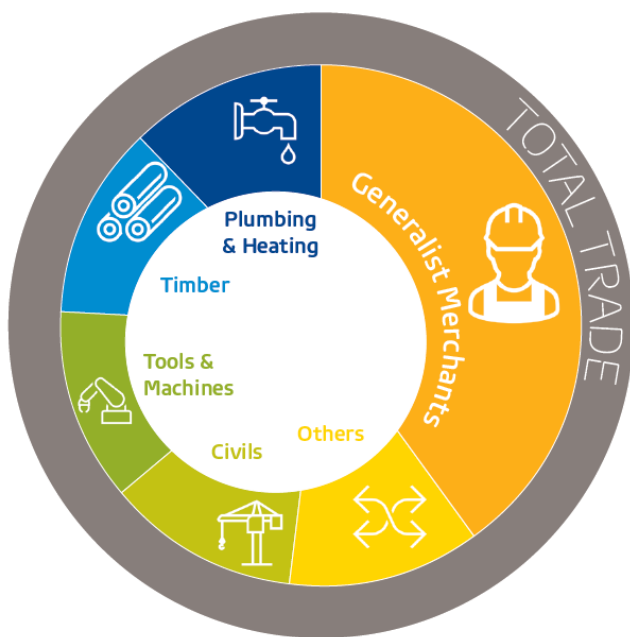 TOTAL TRADE
Generalist Merchants
Plumbing
& Heating
Timber
Tools &
Machines
Civils
Others